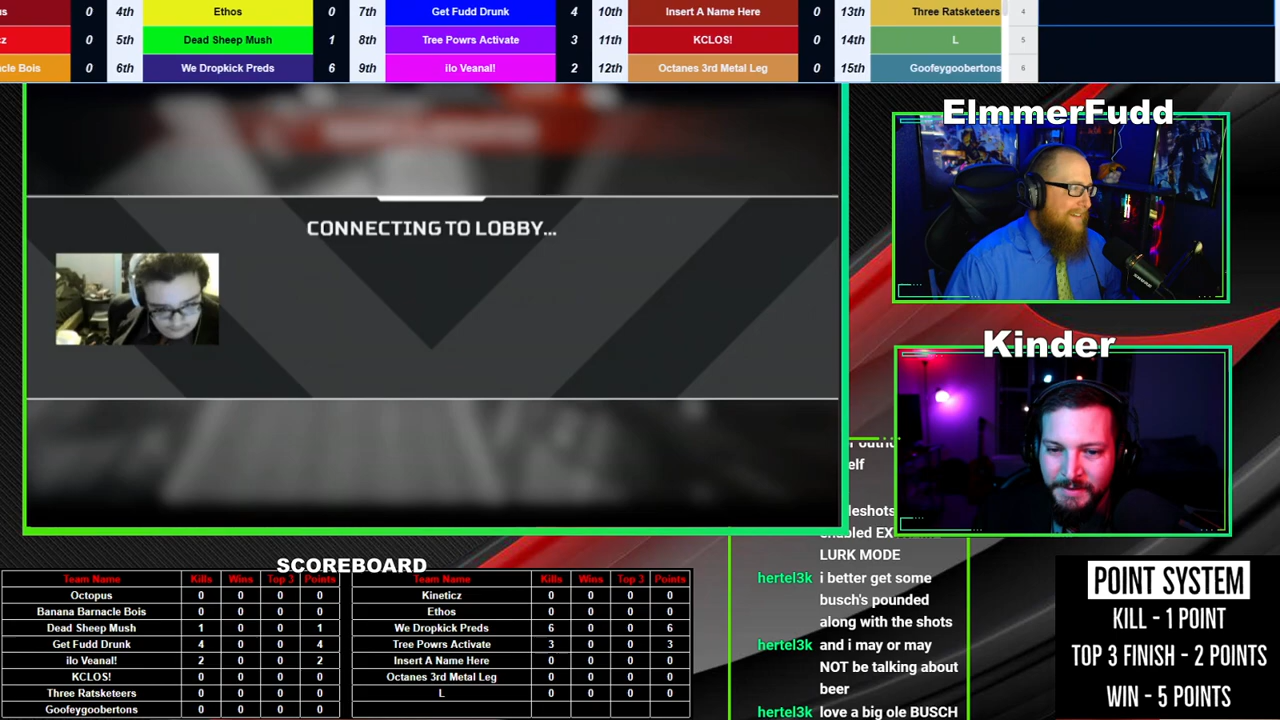 0 4th Ethos 0 7th Get Fudd Drunk 4 10th Insert A Name Here 0 13th Three Ratsketeers 4
0 5th Dead Sheep Mush 1 8th Tree Powrs Activate 3 11th KCLOS! 0 14th L 5
0 6th We Dropkick Preds 6 9th ilo Veanal! 2 12th Octanes 3rd Metal Leg 0 15th Goofeygoobertons 6
ElmmerFudd
CONNECTING TO LOBBY...
Kinder
LURK MODE
hertel3k i better get some
busch's pounded
along with the shots
hertel3k and i may or may
NOT be talking about
beer
hertel3k love a big ole BUSCH
SCOREBOARD
Team Name Kills Wins Top 3 Points
Octopus 0 0 0 0
Banana Barnacle Bois 0 0 0 0
Dead Sheep Mush 1 0 0 1
Get Fudd Drunk 4 0 0 4
ilo Veanal! 2 0 0 2
KCLOS! 0 0 0 0
Three Ratsketeers 0 0 0 0
Goofeygoobertons 0 0 0 0
Team Name Kills Wins Top 3 Points
Kineticz 0 0 0 0
Ethos 0 0 0 0
We Dropkick Preds 6 0 0 6
Tree Powrs Activate 3 0 0 3
Insert A Name Here 0 0 0 0
Octanes 3rd Metal Leg 0 0 0 0
L 0 0 0 0
POINT SYSTEM
KILL - 1 POINT
TOP 3 FINISH - 2 POINTS
WIN - 5 POINTS